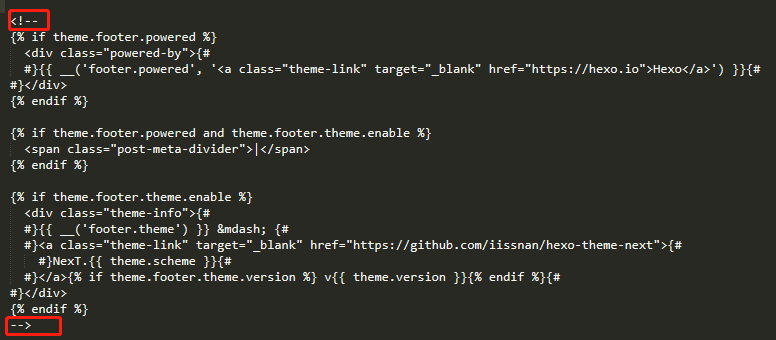 <!--
{% if theme.footer.powered %}
<div class="powered-by">{#
#}{{ __('footer.powered', '<a class="theme-link" target="_blank" href="https://hexo.io">Hexo</a>') }}{#
#}</div>
{% endif %}
{% if theme.footer.powered and theme.footer.theme.enable %}
<span class="post-meta-divider">|</span>
{% endif %}
{% if theme.footer.theme.enable %}
<div class="theme-info">{#
#}{{ __('footer.theme') }} &mdash; {#
#}<a class="theme-link" target="_blank" href="https://github.com/iissnan/hexo-theme-next">{#
#}NexT.{{ theme.scheme }}{#
#}</a>{% if theme.footer.theme.version %} v{{ theme.version }}{% endif %}{#
#}</div>
{% endif %}
-->